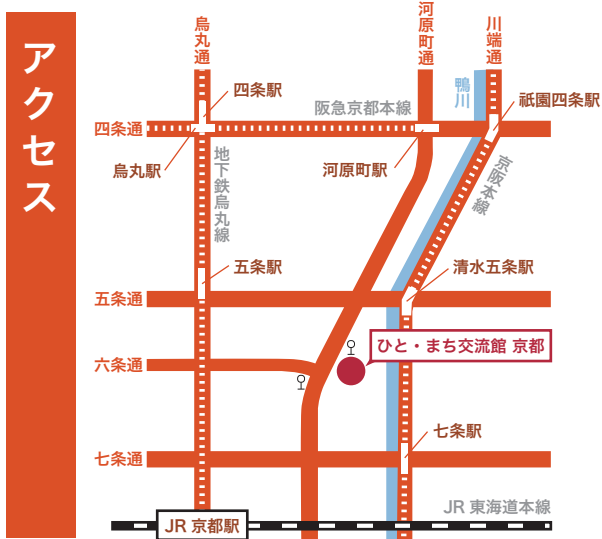 アクセス
烏丸通
河原町通
川端通
四条駅
阪急京都本線
鴨川
祇園四条駅
四条通
烏丸駅
地下鉄烏丸線
河原町駅
京阪本線
五条駅
清水五条駅
五条通
ひと・まち交流館 京都
六条通
七条駅
七条通
JR 東海道本線
JR 京都駅